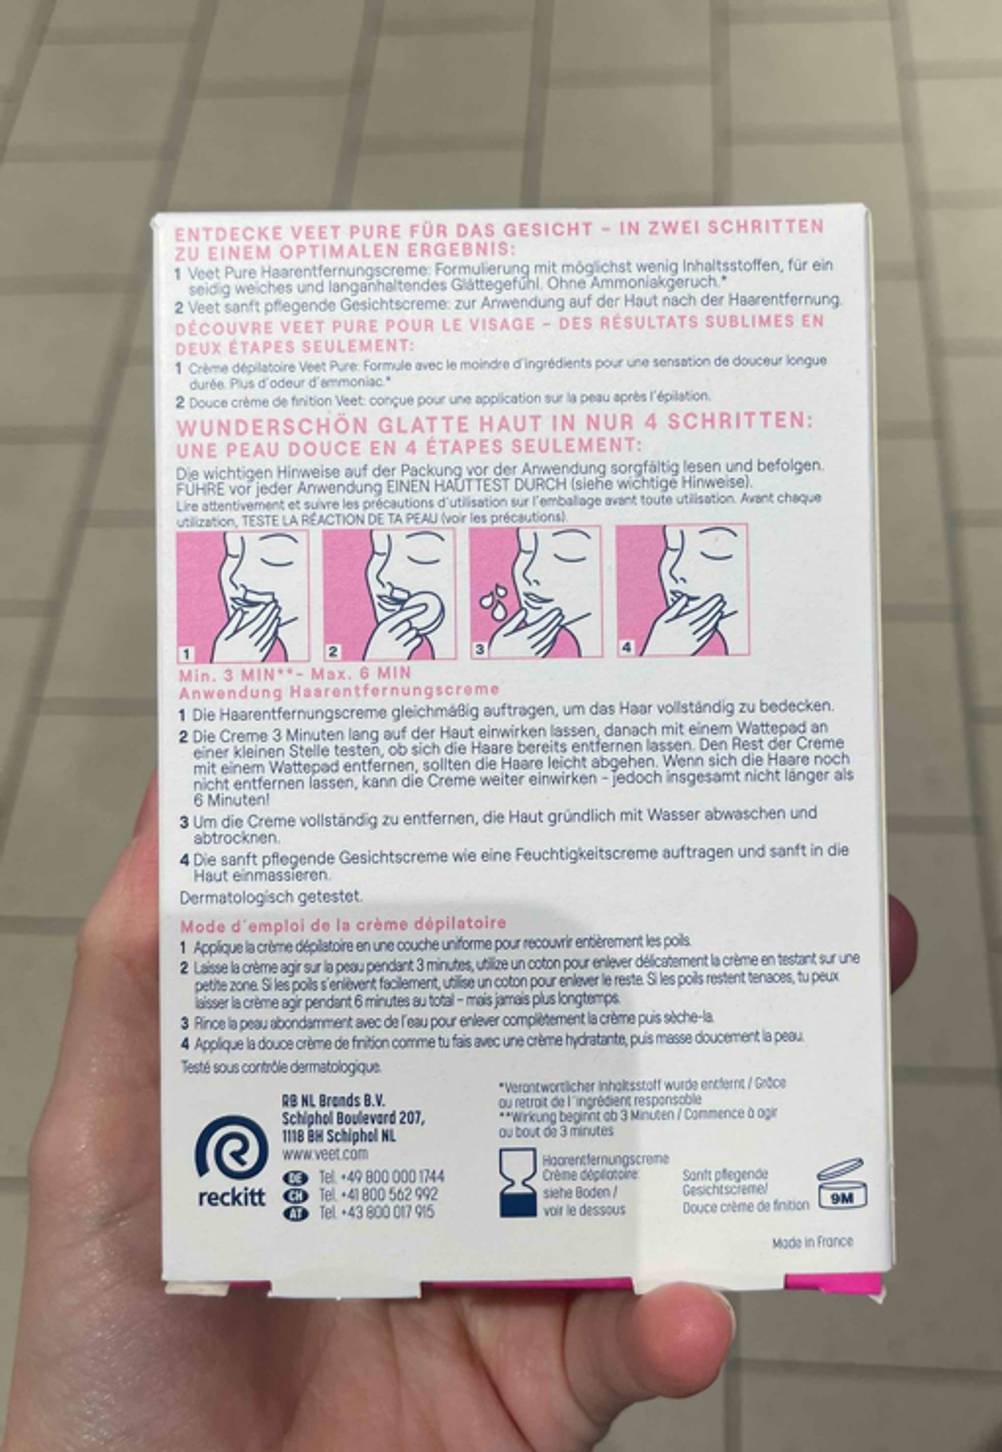 ENTDECKE VEET PURE FÜR DAS GESICHT – IN ZWEI SCHRITTEN
ZU EINEM OPTIMALEN ERGEBNIS:
1 Veet Pure Haarentfernungscreme: Formulierung mit möglichst wenig Inhaltsstoffen, für ein
seidig weiches und langanhaltendes Glättegefühl. Ohne Ammoniakgeruch.*
2 Veet sanft pflegende Gesichtscreme: zur Anwendung auf der Haut nach der Haarentfernung.
DÉCOUVRE VEET PURE POUR LE VISAGE – DES RÉSULTATS SUBLIMES EN
DEUX ÉTAPES SEULEMENT:
1 Crème dépilatoire Veet Pure: Formule avec le moindre d'ingrédients pour une sensation de douceur longue
durée. Plus d'odeur d'ammoniac.*
2 Douce crème de finition Veet: conçue pour une application sur la peau après l'épilation.
WUNDERSCHÖN GLATTE HAUT IN NUR 4 SCHRITTEN:
UNE PEAU DOUCE EN 4 ÉTAPES SEULEMENT:
Die wichtigen Hinweise auf der Packung vor der Anwendung sorgfältig lesen und befolgen.
FÜHRE vor jeder Anwendung EINEN HAUTTEST DURCH (siehe wichtige Hinweise).
Lire attentivement et suivre les précautions d'utilisation sur l'emballage avant toute utilisation. Avant chaque
utilization, TESTE LA RÉACTION DE TA PEAU (voir les précautions).
1 2 3 4
Min. 3 MIN**– Max. 6 MIN
Anwendung Haarentfernungscreme
1 Die Haarentfernungscreme gleichmäßig auftragen, um das Haar vollständig zu bedecken.
2 Die Creme 3 Minuten lang auf der Haut einwirken lassen, danach mit einem Wattepad an
einer kleinen Stelle testen, ob sich die Haare bereits entfernen lassen. Den Rest der Creme
mit einem Wattepad entfernen, sollten die Haare leicht abgehen. Wenn sich die Haare noch
nicht entfernen lassen, kann die Creme weiter einwirken – jedoch insgesamt nicht länger als
6 Minuten!
3 Um die Creme vollständig zu entfernen, die Haut gründlich mit Wasser abwaschen und
abtrocknen.
4 Die sanft pflegende Gesichtscreme wie eine Feuchtigkeitscreme auftragen und sanft in die
Haut einmassieren.
Dermatologisch getestet.
Mode d'emploi de la crème dépilatoire
1 Applique la crème dépilatoire en une couche uniforme pour recouvrir entièrement les poils.
2 Laisse la crème agir sur la peau pendant 3 minutes, utilize un coton pour enlever délicatement la crème en testant sur une
petite zone. Si les poils s'enlèvent facilement, utilise un coton pour enlever le reste. Si les poils restent tenaces, tu peux
laisser la crème agir pendant 6 minutes au total – mais jamais plus longtemps.
3 Rince la peau abondamment avec de l'eau pour enlever complètement la crème puis sèche-la.
4 Applique la douce crème de finition comme tu fais avec une crème hydratante, puis masse doucement la peau.
Testé sous contrôle dermatologique.
reckitt
RB NL Brands B.V.
Schiphol Boulevard 207,
1118 BH Schiphol NL
www.veet.com
DE Tel. +49 800 000 1744
CH Tel. +41 800 562 992
AT Tel. +43 800 017 915
*Verantwortlicher Inhaltsstoff wurde entfernt / Grâce
au retrait de l'ingrédient responsable
**Wirkung beginnt ab 3 Minuten / Commence à agir
au bout de 3 minutes
Haarentfernungscreme
Crème dépilatoire:
siehe Boden /
voir le dessous
Sanft pflegende
Gesichtscreme/
Douce crème de finition
9M
Made in France